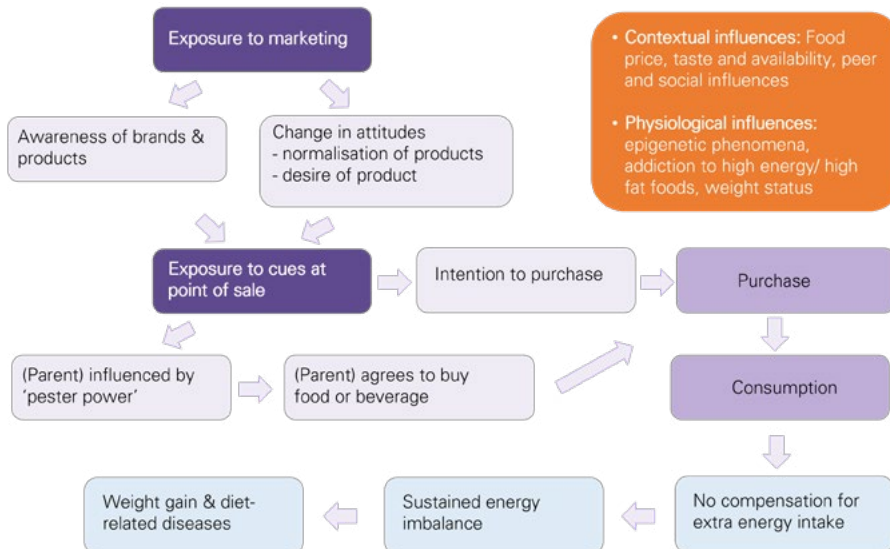 Exposure to marketing
• Contextual influences: Food
price, taste and availability, peer
and social influences
• Physiological influences:
epigenetic phenomena,
addiction to high energy/ high
fat foods, weight status
Awareness of brands &
products
Change in attitudes
- normalisation of products
- desire of product
Exposure to cues at
point of sale
Intention to purchase
Purchase
(Parent) influenced by
‘pester power’
(Parent) agrees to buy
food or beverage
Consumption
Weight gain & diet-
related diseases
Sustained energy
imbalance
No compensation for
extra energy intake